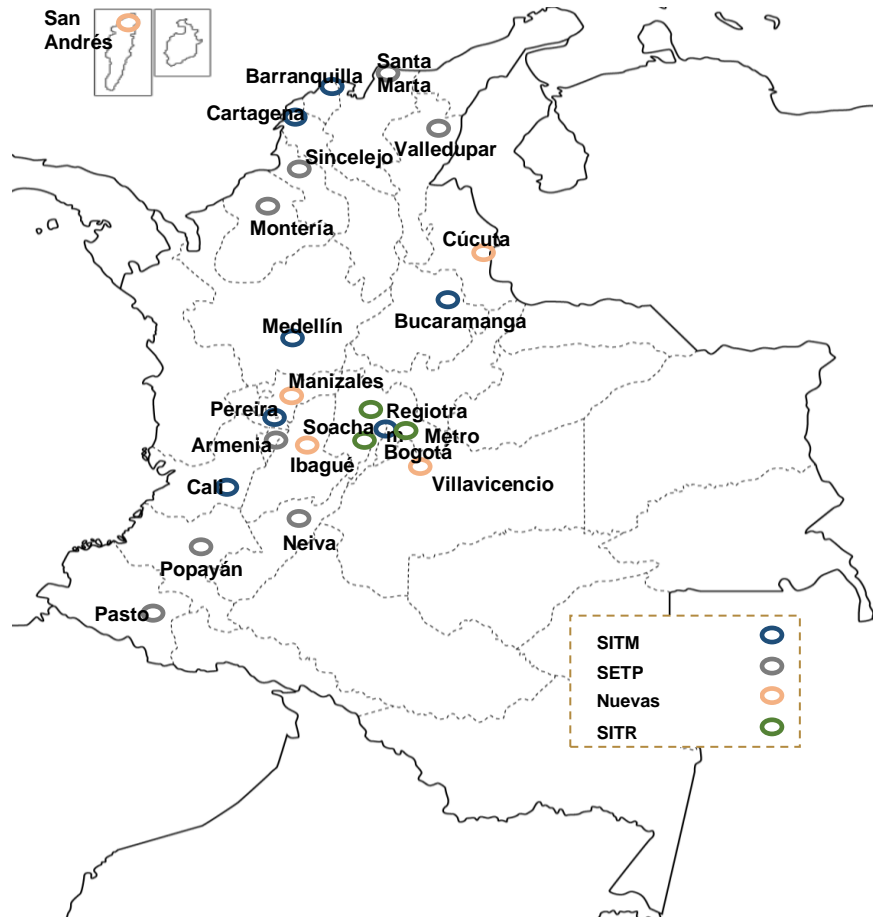 San
Andrés
Santa
Marta
Barranquilla
Cartagena
Valledupar
Sincelejo
Montería
Cúcuta
Bucaramanga
Medellín
Manizales
Pereira
Regiotra
m
Soacha
Metro
Bogotá
Armenia
Ibagué
Villavicencio
Cali
Neiva
Popayán
Pasto
SITM
SETP
Nuevas
SITR